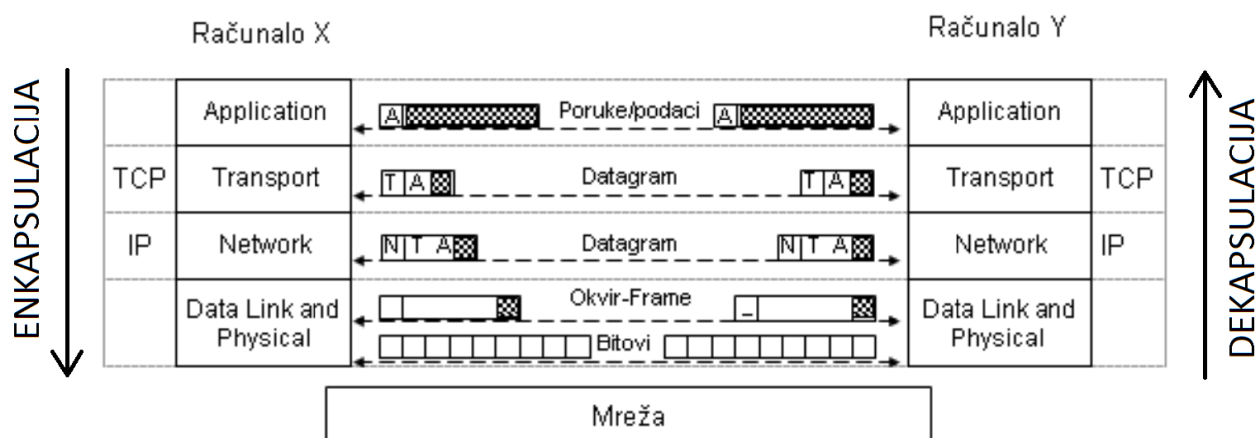 Računalo X
Računalo Y
ENKAPSULACIJA
DEKAPSULACIJA
Application
A
Poruke/podaci
A
Application
TCP
Transport
T A
Datagram
T A
Transport
TCP
IP
Network
N T A
Datagram
N T A
Network
IP
Data Link and
Physical
Okvir-Frame
Bitovi
Data Link and
Physical
Mreža